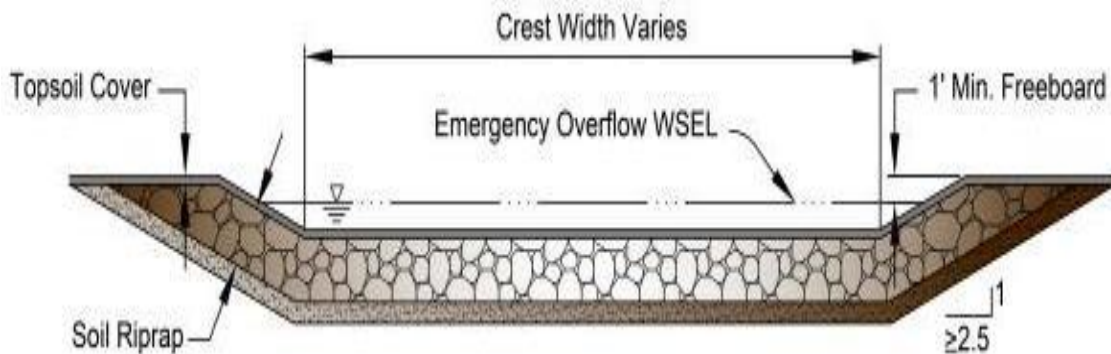 Crest Width Varies
Topsoil Cover
1' Min. Freeboard
Emergency Overflow WSEL
Soil Riprap
1
≥2.5